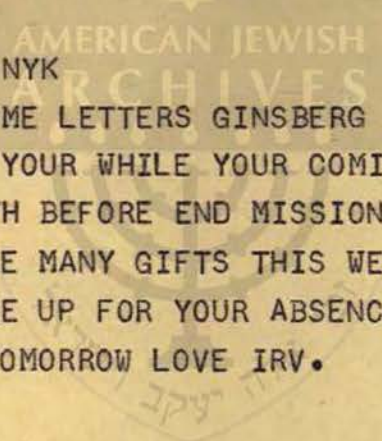 AMERICAN JEWISH
ARCHIVES
NYK
ME LETTERS GINSBERG
YOUR WHILE YOUR COMI
H BEFORE END MISSION
E MANY GIFTS THIS WE
E UP FOR YOUR ABSENC
OMORROW LOVE IRV.
יעקב